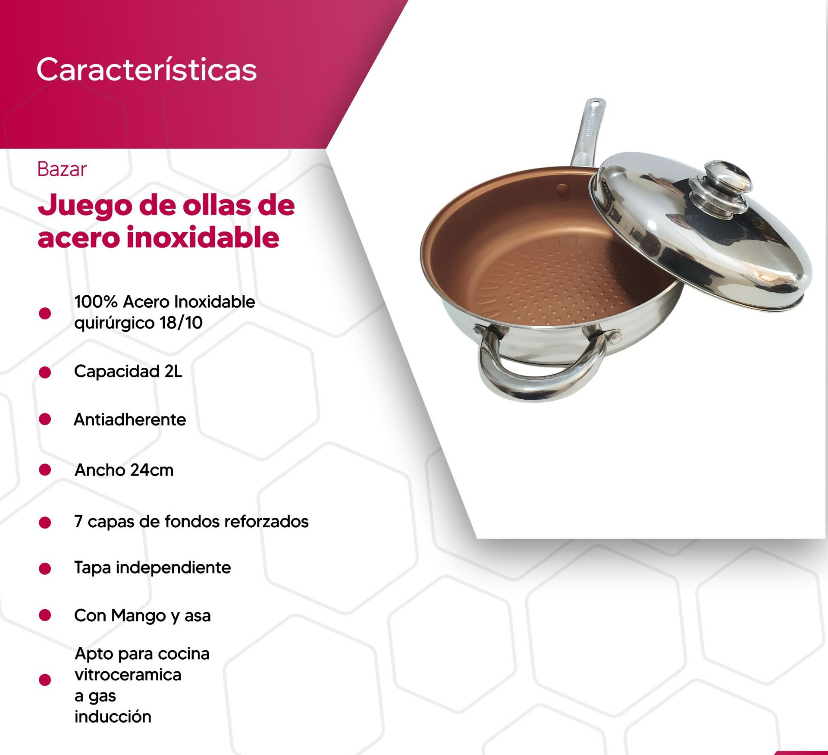 Características
Bazar
Juego de ollas de
acero inoxidable
100% Acero Inoxidable
quirúrgico 18/10
Capacidad 2L
Antiadherente
Ancho 24cm
7 capas de fondos reforzados
Tapa independiente
Con Mango y asa
Apto para cocina
vitroceramica
a gas
inducción